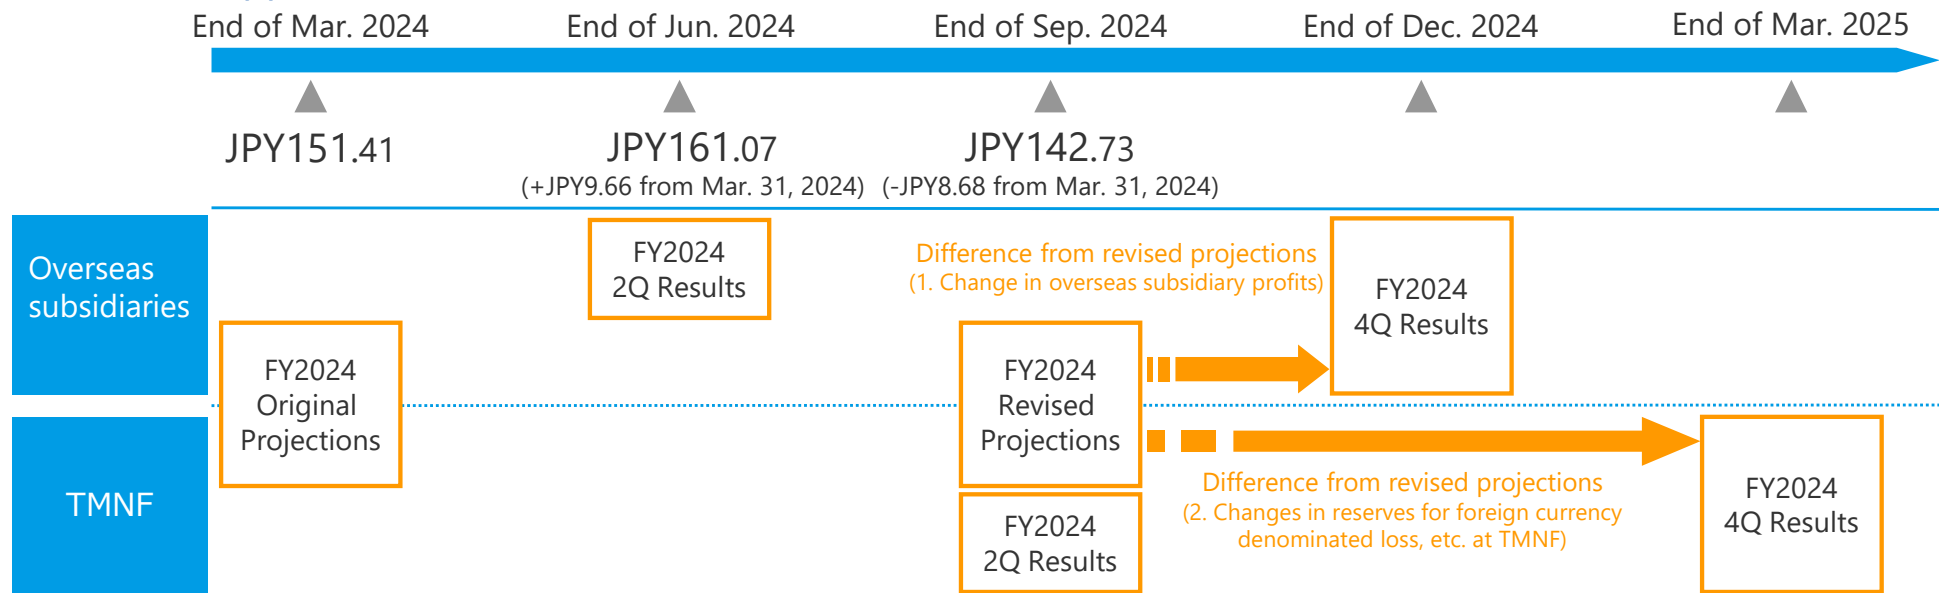 End of Mar. 2024
End of Jun. 2024
End of Sep. 2024
End of Dec. 2024
End of Mar. 2025
JPY151.41
JPY161.07
(+JPY9.66 from Mar. 31, 2024)
JPY142.73
(-JPY8.68 from Mar. 31, 2024)
Overseas
subsidiaries
FY2024
2Q Results
Difference from revised projections
(1. Change in overseas subsidiary profits)
FY2024
4Q Results
FY2024
Original
Projections
FY2024
Revised
Projections
TMNF
FY2024
2Q Results
Difference from revised projections
(2. Changes in reserves for foreign currency
denominated loss, etc. at TMNF)
FY2024
4Q Results